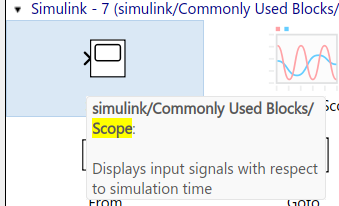 Simulink - 7 (simulink/Commonly Used Blocks/
simulink/Commonly Used Blocks/
Scope:
Displays input signals with respect
to simulation time
From
Goto